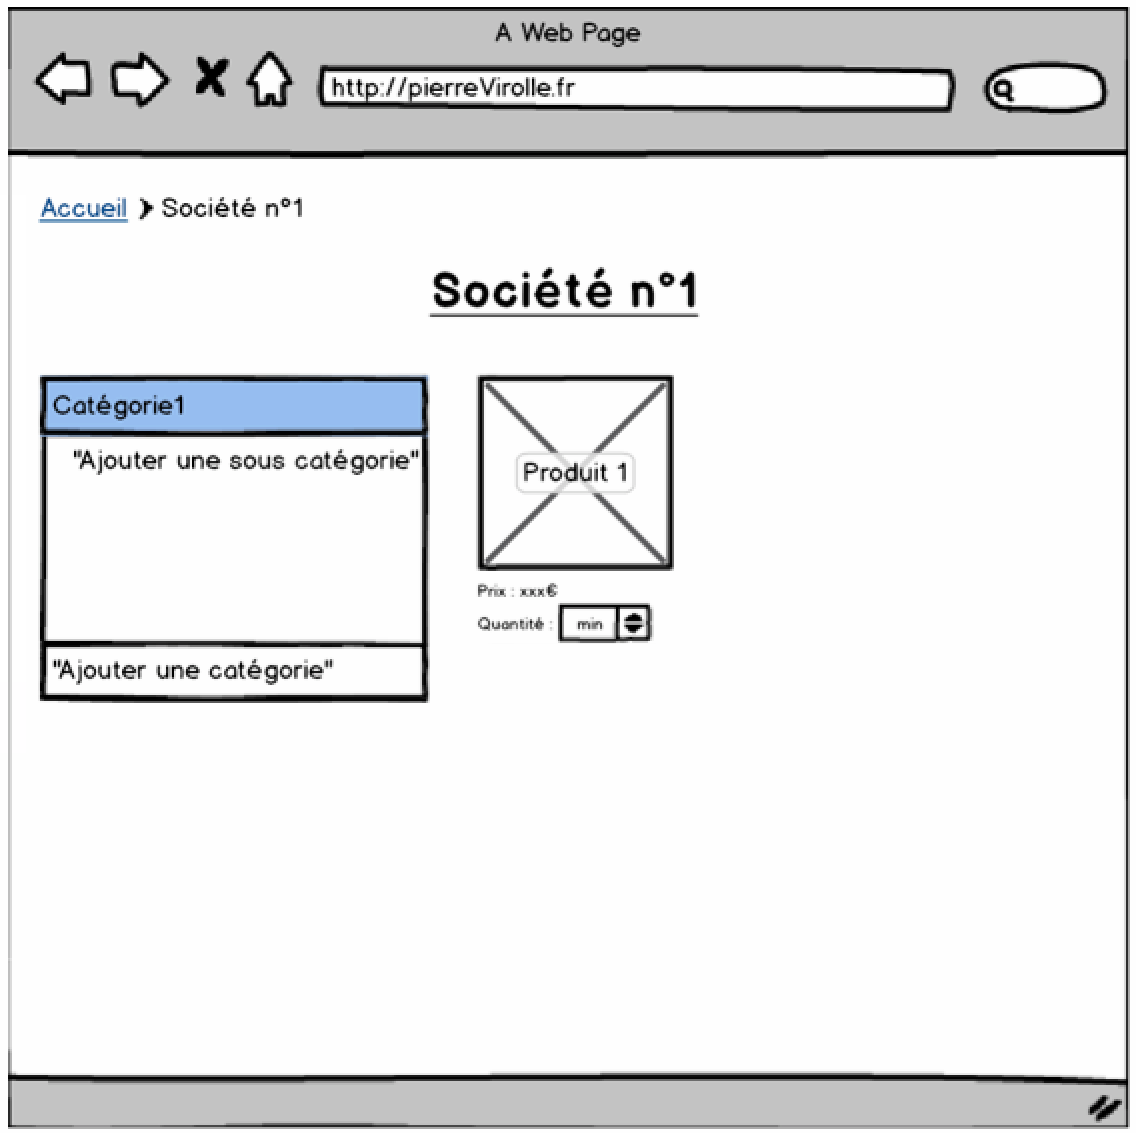 A Web Page
http://pierreVirolle.fr
Accueil Société n°1
Société n°1
Catégorie1
"Ajouter une sous catégorie"
"Ajouter une catégorie"
Produit 1
Prix : xxx€
Quantité : min